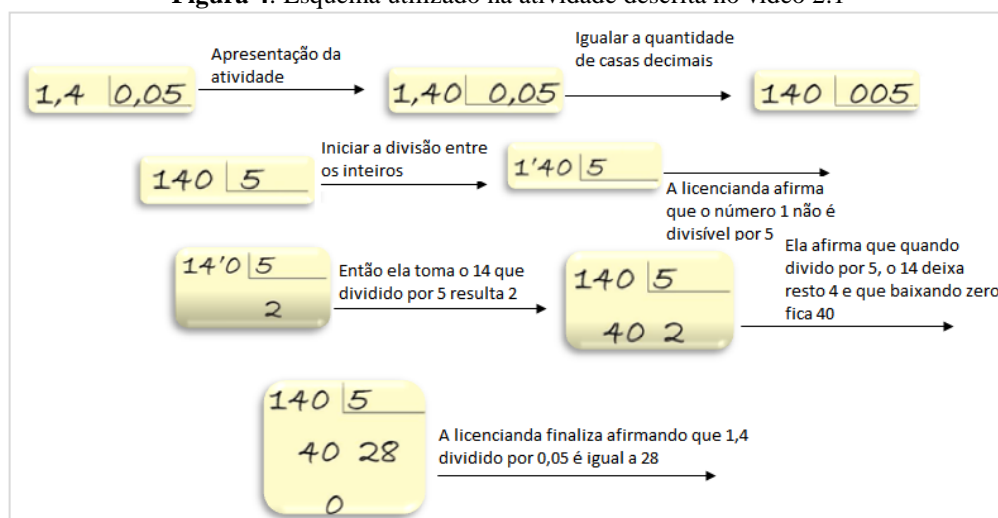 Figura 4: Esquema utilizado na atividade descrita no vídeo 2.1
1,4 0,05
Apresentação da
atividade
1,40 0,05
Igualar a quantidade
de casas decimais
140 005
140 5
Iniciar a divisão entre
os inteiros
1'40 5
A licencianda afirma
que o número 1 não é
divisível por 5
14'0 5
2
Então ela toma o 14 que
dividido por 5 resulta 2
140 5
40 2
Ela afirma que quando
divido por 5, o 14 deixa
resto 4 e que baixando zero
fica 40
140 5
40 28
0
A licencianda finaliza afirmando que 1,4
dividido por 0,05 é igual a 28